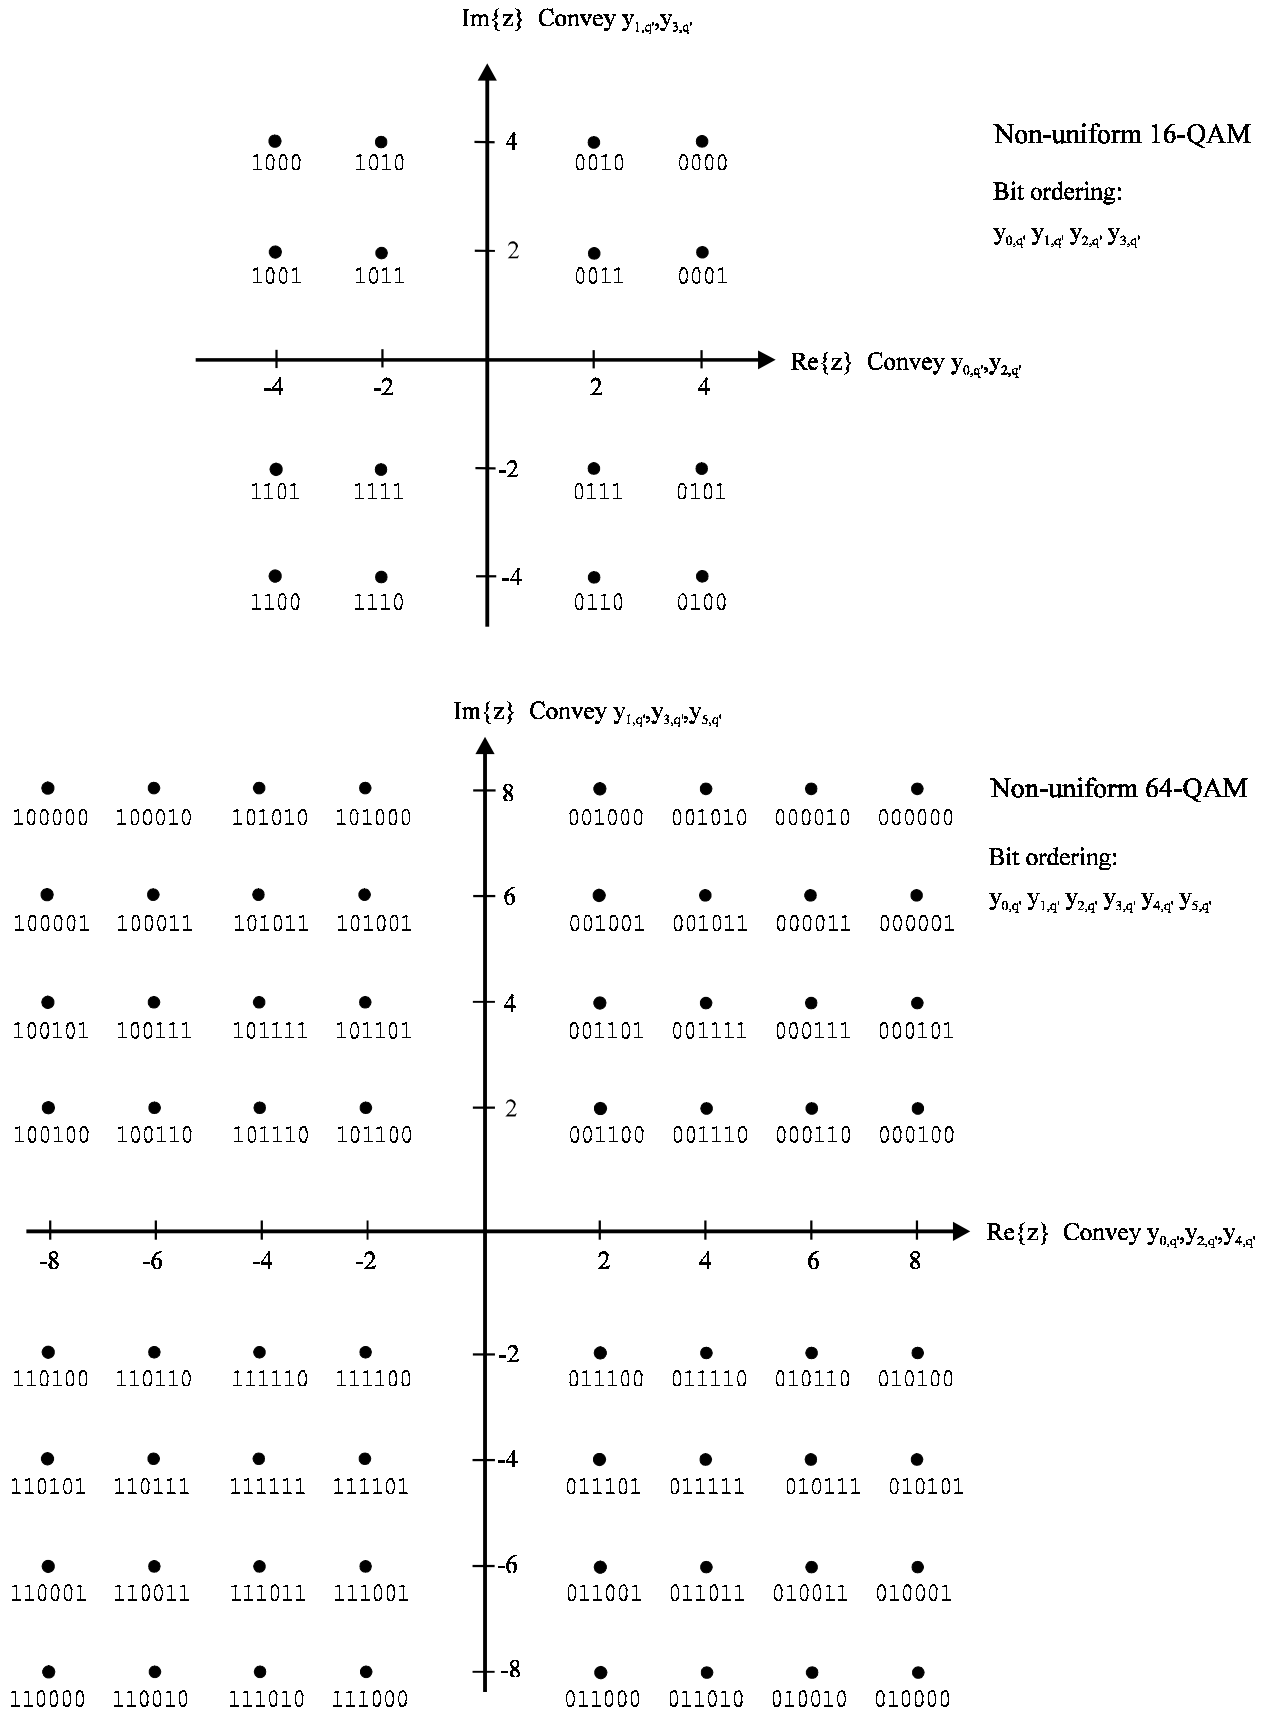 Im{z} Convey y1,q',y3,q'
4
Non-uniform 16-QAM
1000 1010 0010 0000
Bit ordering:
y0,q' y1,q' y2,q' y3,q'
2
1001 1011 0011 0001
Re{z} Convey y0,q',y2,q'
-4 -2 2 4
-2
1101 1111 0111 0101
-4
1100 1110 0110 0100
Im{z} Convey y1,q',y3,q',y5,q'
8
Non-uniform 64-QAM
100000 100010 101010 101000 001000 001010 000010 000000
Bit ordering:
y0,q' y1,q' y2,q' y3,q' y4,q' y5,q'
6
100001 100011 101011 101001 001001 001011 000011 000001
4
100101 100111 101111 101101 001101 001111 000111 000101
2
100100 100110 101110 101100 001100 001110 000110 000100
Re{z} Convey y0,q',y2,q',y4,q'
-8 -6 -4 -2 2 4 6 8
-2
110100 110110 111110 111100 011100 011110 010110 010100
-4
110101 110111 111111 111101 011101 011111 010111 010101
-6
110001 110011 111011 111001 011001 011011 010011 010001
-8
110000 110010 111010 111000 011000 011010 010010 010000